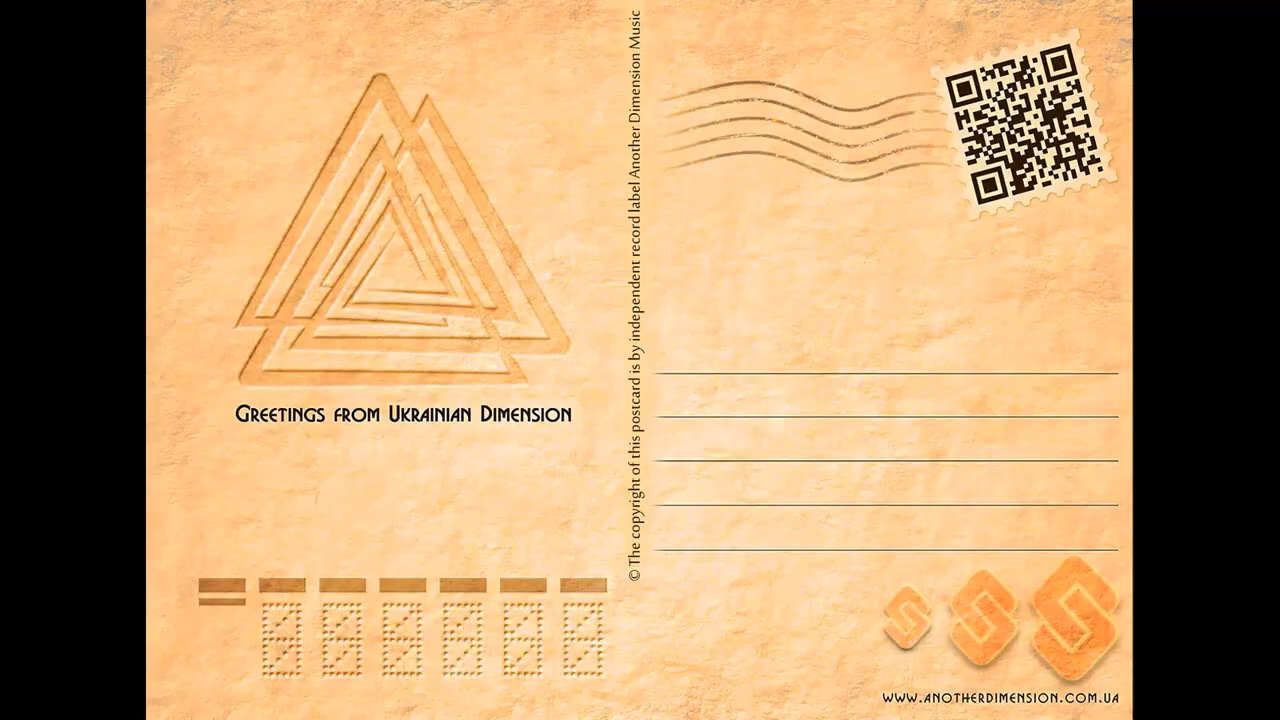 Greetings from Ukrainian Dimension
© The copyright of this postcard is by independent record label Another Dimension Music
www.anotherdimension.com.ua